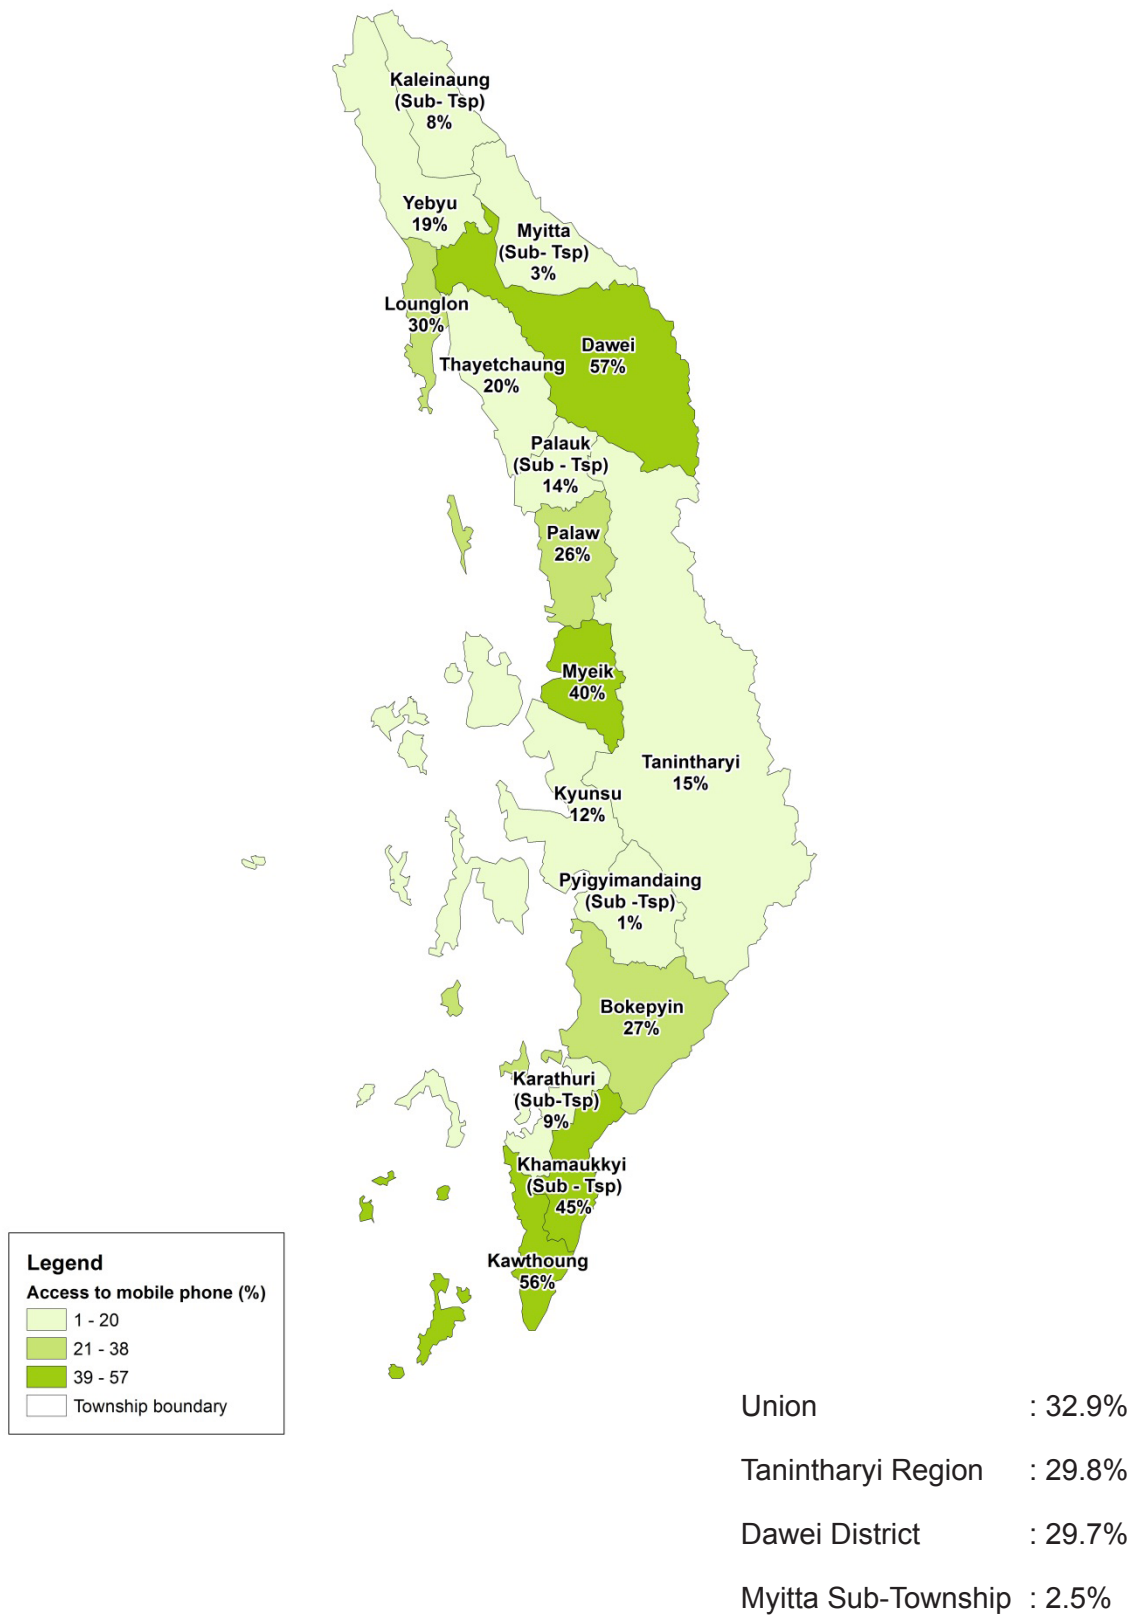 Kaleinaung
(Sub- Tsp)
8%
Yebyu
19%
Myitta
(Sub- Tsp)
3%
Lounglon
30%
Dawei
57%
Thayetchaung
20%
Palauk
(Sub - Tsp)
14%
Palaw
26%
Myeik
40%
Tanintharyi
15%
Kyunsu
12%
Pyigyimandaing
(Sub -Tsp)
1%
Bokepyin
27%
Karathuri
(Sub-Tsp)
9%
Khamaukkyi
(Sub - Tsp)
45%
Kawthoung
56%
Legend
Access to mobile phone (%)
1 - 20
21 - 38
39 - 57
Township boundary
Union : 32.9%
Tanintharyi Region : 29.8%
Dawei District : 29.7%
Myitta Sub-Township : 2.5%